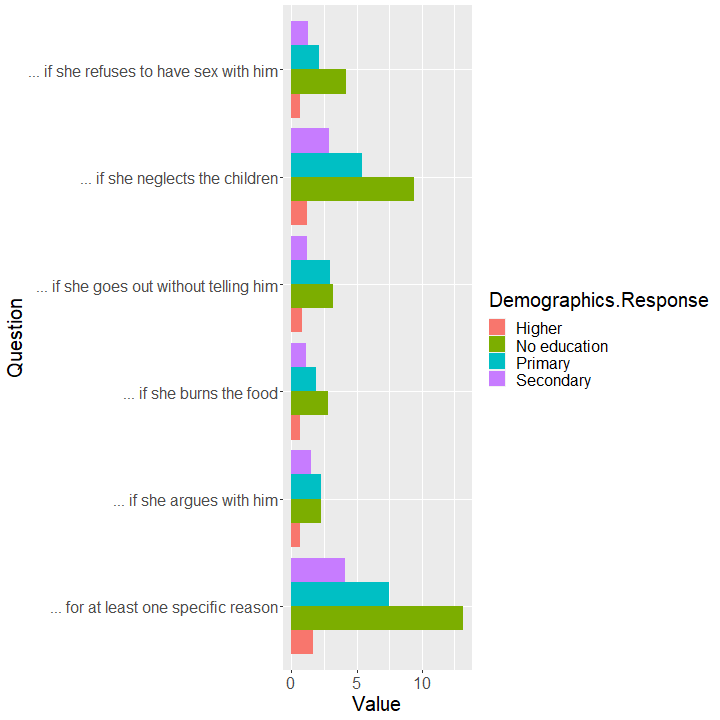 ... if she refuses to have sex with him
... if she neglects the children
... if she goes out without telling him
... if she burns the food
... if she argues with him
... for at least one specific reason
Question
0 5 10
Value
Demographics.Response
Higher
No education
Primary
Secondary